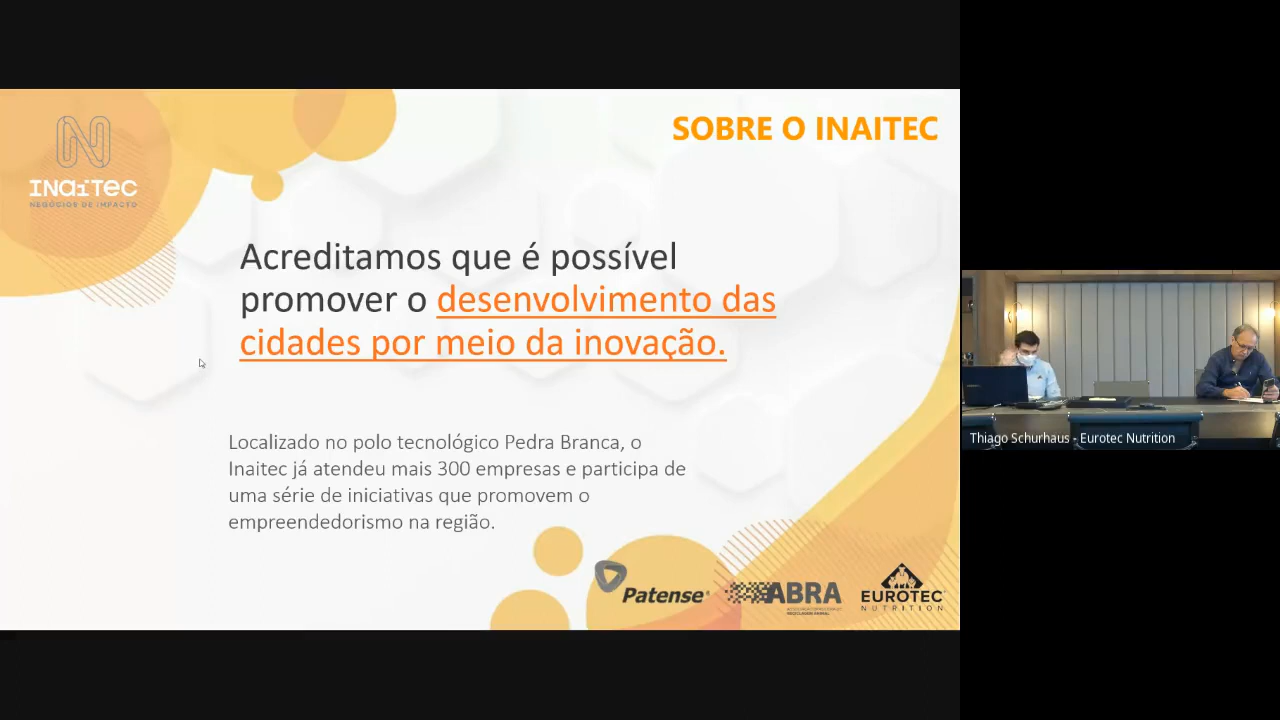 SOBRE O INAITEC
INaiTEC
NEGÓCIOS DE IMPACTO
Acreditamos que é possível
promover o desenvolvimento das
cidades por meio da inovação.
Localizado no polo tecnológico Pedra Branca, o
Inaitec já atendeu mais 300 empresas e participa de
uma série de iniciativas que promovem o
empreendedorismo na região.
Patense
ABRA
RECICLAGEM ANIMAL
EUROTEC
NUTRITION
Thiago Schurhaus - Eurotec Nutrition